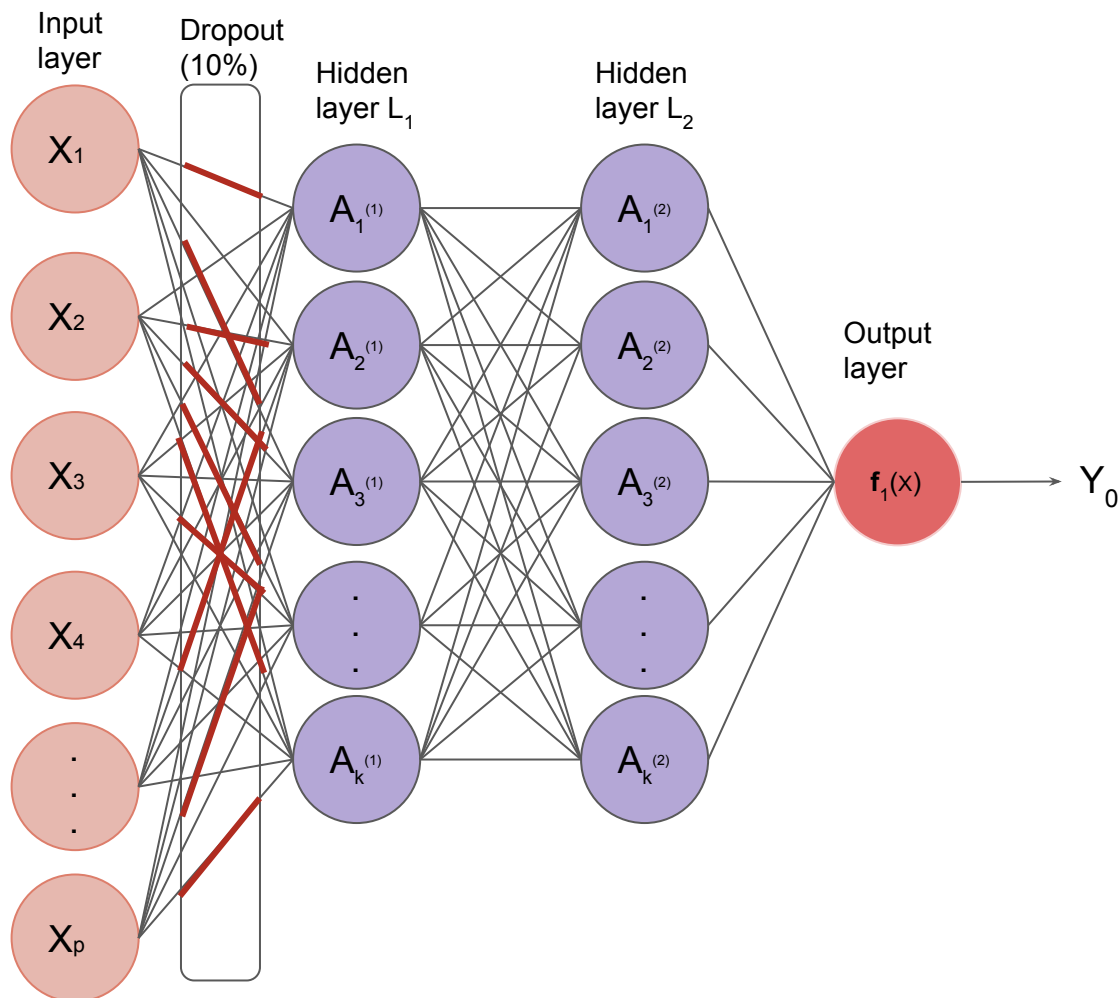 Input
layer
Dropout
(10%)
Hidden
layer L₁
Hidden
layer L₂
Output
layer
X₁
X₂
X₃
X₄
.
.
.
Xₚ
A₁⁽¹⁾
A₂⁽¹⁾
A₃⁽¹⁾
.
.
.
Aₖ⁽¹⁾
A₁⁽²⁾
A₂⁽²⁾
A₃⁽²⁾
.
.
.
Aₖ⁽²⁾
f₁(x)
Y₀